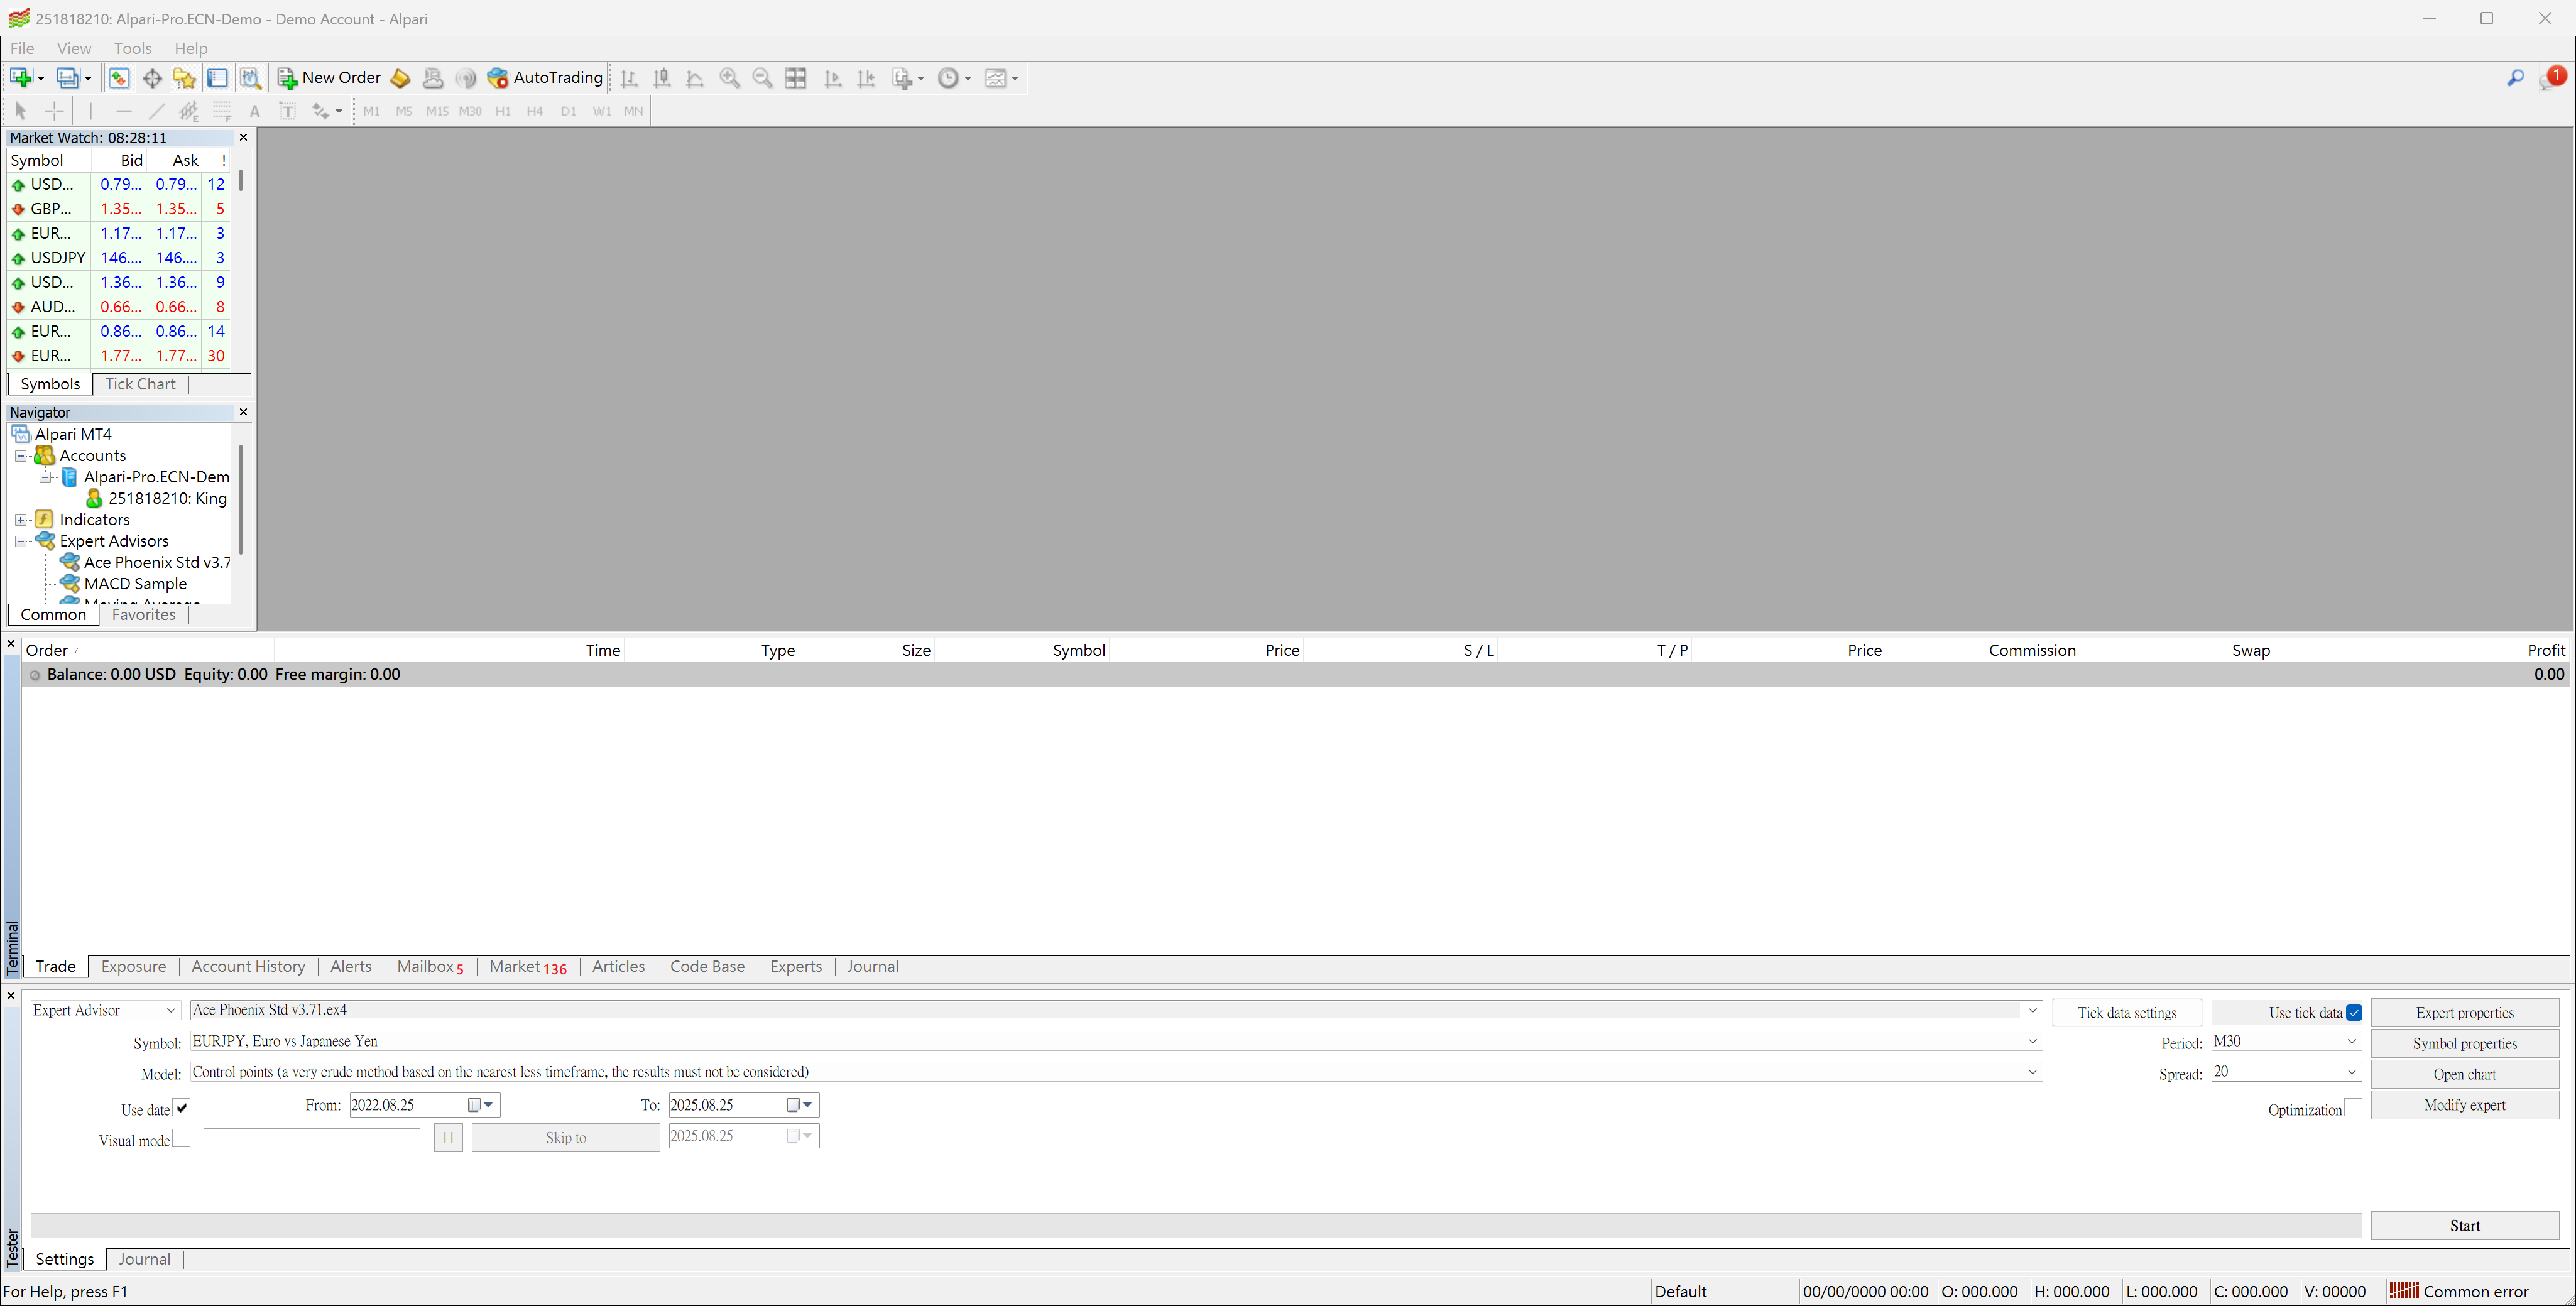 251818210: Alpari-Pro.ECN-Demo - Demo Account - Alpari
File View Tools Help
New Order AutoTrading 1
M1 M5 M15 M30 H1 H4 D1 W1 MN
Market Watch: 08:28:11
Symbol Bid Ask !
USD... 0.79... 0.79... 12
GBP... 1.35... 1.35... 5
EUR... 1.17... 1.17... 3
USDJPY 146.... 146.... 3
USD... 1.36... 1.36... 9
AUD... 0.66... 0.66... 8
EUR... 0.86... 0.86... 14
EUR... 1.77... 1.77... 30
Symbols Tick Chart
Navigator
Alpari MT4
Accounts
Alpari-Pro.ECN-Dem
251818210: King
Indicators
Expert Advisors
Ace Phoenix Std v3.7
MACD Sample
Moving Average
Common Favorites
Order Time Type Size Symbol Price S / L T / P Price Commission Swap Profit
Balance: 0.00 USD Equity: 0.00 Free margin: 0.00 0.00
Terminal
Trade Exposure Account History Alerts Mailbox 5 Market 136 Articles Code Base Experts Journal
Expert Advisor Ace Phoenix Std v3.71.ex4 Tick data settings Use tick data Expert properties
Symbol: EURJPY, Euro vs Japanese Yen Period: M30 Symbol properties
Model: Control points (a very crude method based on the nearest less timeframe, the results must not be considered) Spread: 20 Open chart
Use date From: 2022.08.25 To: 2025.08.25 Optimization Modify expert
Visual mode Skip to 2025.08.25
Start
Tester
Settings Journal
For Help, press F1 Default 00/00/0000 00:00 O: 000.000 H: 000.000 L: 000.000 C: 000.000 V: 00000 Common error